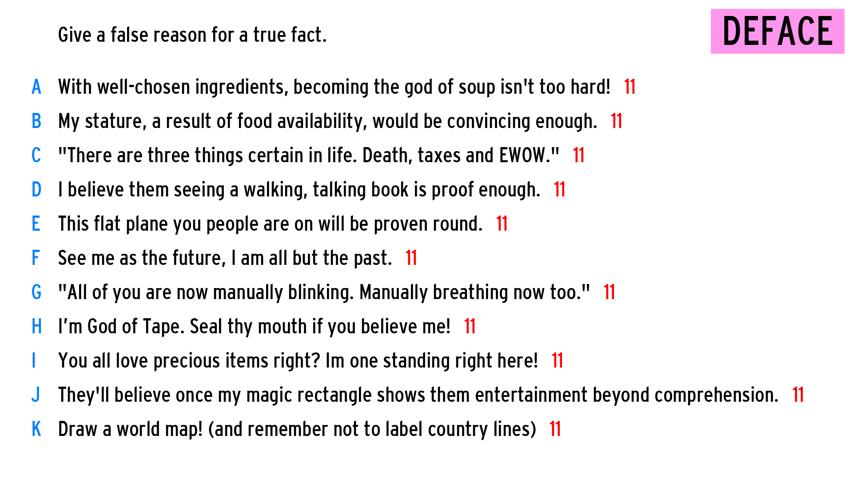 Give a false reason for a true fact.
DEFACE
A With well-chosen ingredients, becoming the god of soup isn't too hard! 11
B My stature, a result of food availability, would be convincing enough. 11
C "There are three things certain in life. Death, taxes and EWOW." 11
D I believe them seeing a walking, talking book is proof enough. 11
E This flat plane you people are on will be proven round. 11
F See me as the future, I am all but the past. 11
G "All of you are now manually blinking. Manually breathing now too." 11
H I'm God of Tape. Seal thy mouth if you believe me! 11
I You all love precious items right? Im one standing right here! 11
J They'll believe once my magic rectangle shows them entertainment beyond comprehension. 11
K Draw a world map! (and remember not to label country lines) 11